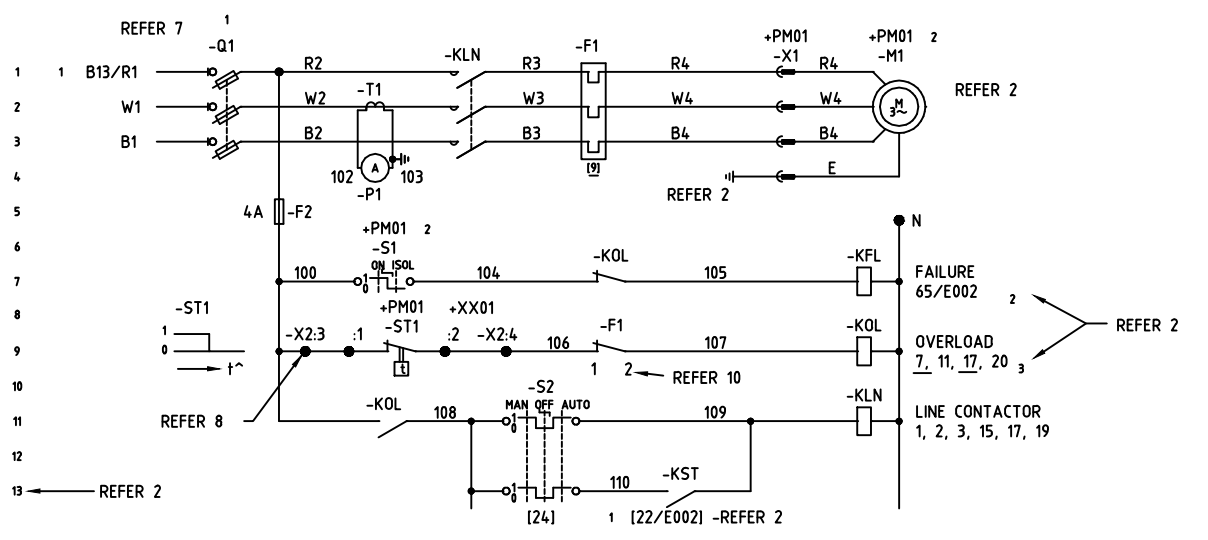 REFER 7
1
-Q1
-KLN
-F1
+PM01
-X1
+PM01 2
-M1
1 1 B13/R1 R2 R3 R4 R4
REFER 2
2 W1 W2 -T1 W3 W4 W4 M
3~
3 B1 B2 B3 B4 B4
A
4 102 103 [9] E
-P1
REFER 2
5 4A -F2
N
6 +PM01 2
-S1
ON ISOL
-KOL
-KFL
7 100 1 0 104 105 FAILURE
65/E002
2
8 -ST1 +PM01 +XX01
1 -X2:3 :1 -ST1 :2 -X2:4 -F1 -KOL
REFER 2
9 0 106 107 OVERLOAD
7, 11, 17, 20 3
t^ t 1 2 REFER 10
10 -S2
-KOL MAN OFF AUTO -KLN
11 REFER 8 108 1 0 109 LINE CONTACTOR
1, 2, 3, 15, 17, 19
12
-KST
13 REFER 2 1 0 110
[24] 1 [22/E002] -REFER 2